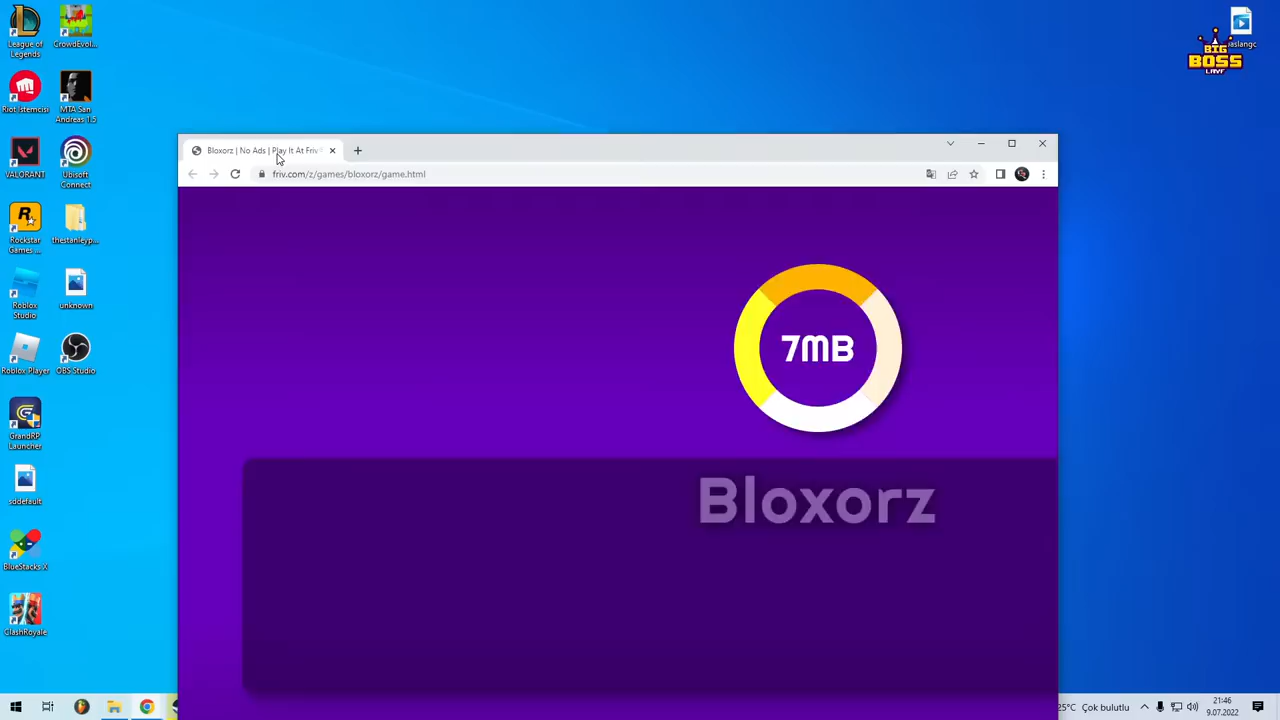 League of
Legends
CrowdEvol...
Riot İstemcisi
MTA San
Andreas 1.5
VALORANT
Ubisoft
Connect
Rockstar
Games ...
thestanleyp...
Roblox
Studio
unknown
Roblox Player
OBS Studio
GrandRP
Launcher
sddefault
BlueStacks X
ClashRoyale
BIG
BOSS
Bloxorz | No Ads | Play It At Friv
friv.com/z/games/bloxorz/game.html
7MB
Bloxorz
25°C Çok bulutlu
21:46
9.07.2022